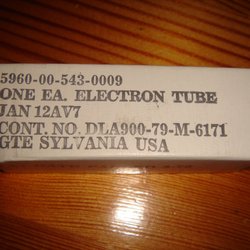 5960-00-543-0009
ONE EA. ELECTRON TUBE
JAN 12AV7
CONT. NO. DLA900-79-M-6171
GTE SYLVANIA USA